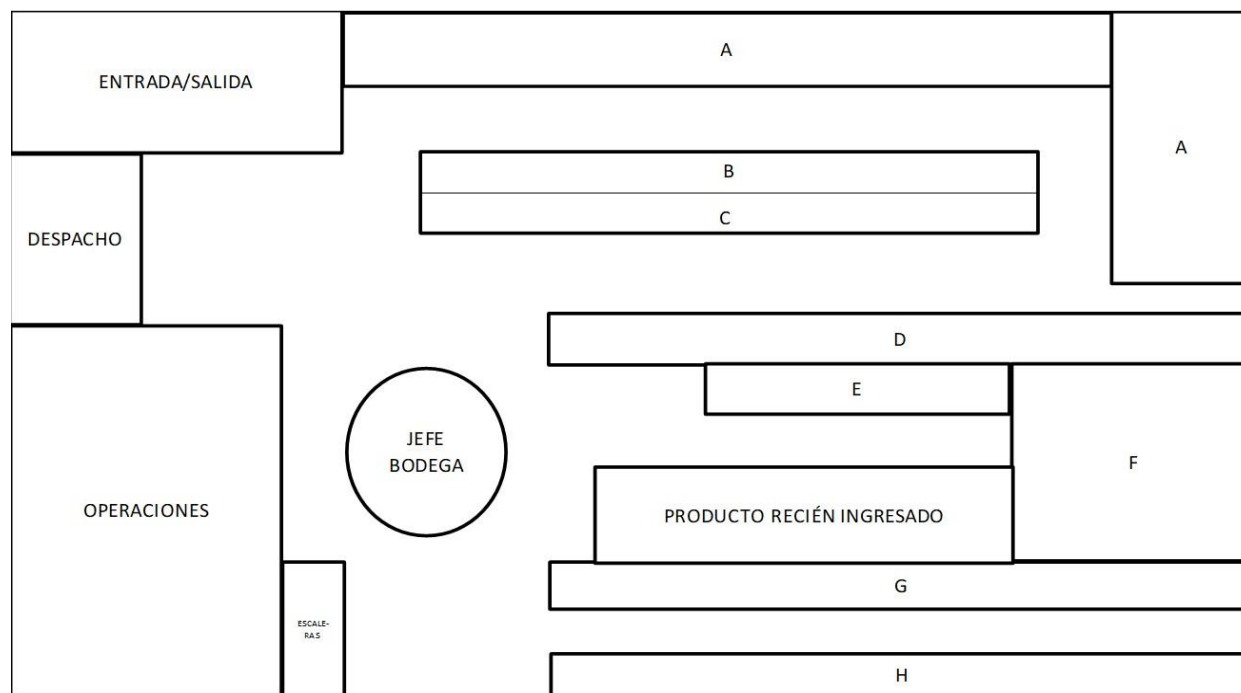 ENTRADA/SALIDA
A
A
B
C
DESPACHO
D
E
JEFE
BODEGA
F
OPERACIONES
PRODUCTO RECIÉN INGRESADO
G
ESCALE-
RAS
H